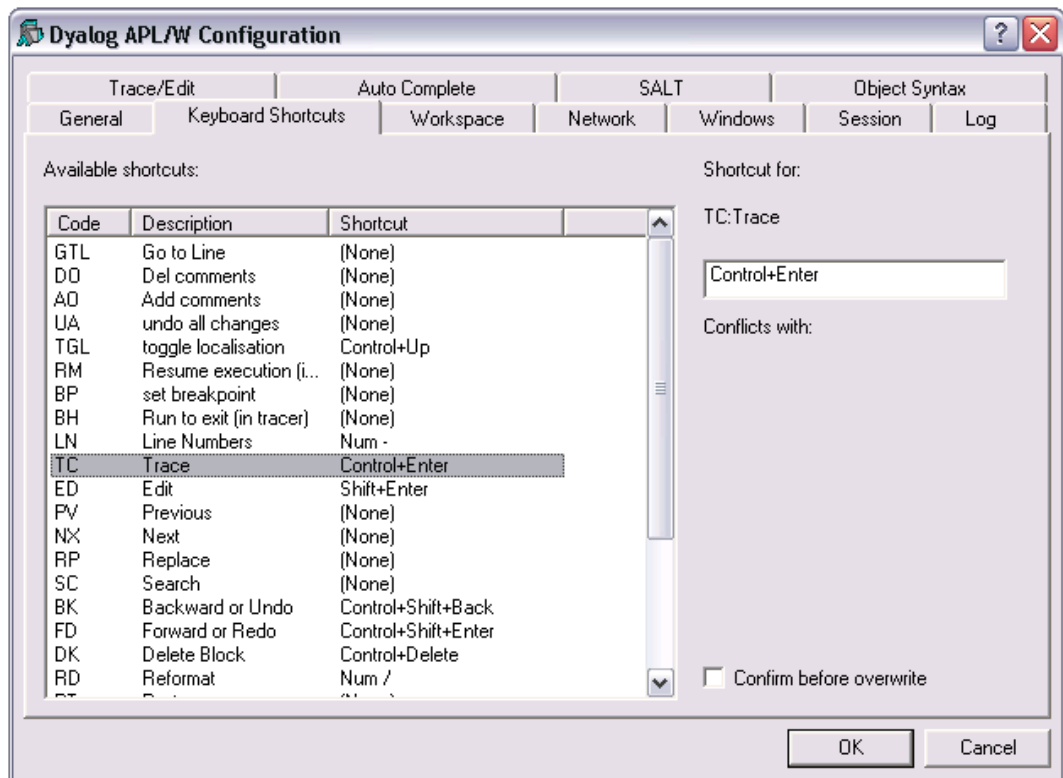 Dyalog APL/W Configuration
Trace/Edit Auto Complete SALT Object Syntax
General Keyboard Shortcuts Workspace Network Windows Session Log
Available shortcuts:
Code Description Shortcut
GTL Go to Line (None)
DO Del comments (None)
AO Add comments (None)
UA undo all changes (None)
TGL toggle localisation Control+Up
RM Resume execution (i... (None)
BP set breakpoint (None)
BH Run to exit (in tracer) (None)
LN Line Numbers Num -
TC Trace Control+Enter
ED Edit Shift+Enter
PV Previous (None)
NX Next (None)
RP Replace (None)
SC Search (None)
BK Backward or Undo Control+Shift+Back
FD Forward or Redo Control+Shift+Enter
DK Delete Block Control+Delete
RD Reformat Num /
Shortcut for:
TC:Trace
Control+Enter
Conflicts with:
Confirm before overwrite
OK Cancel